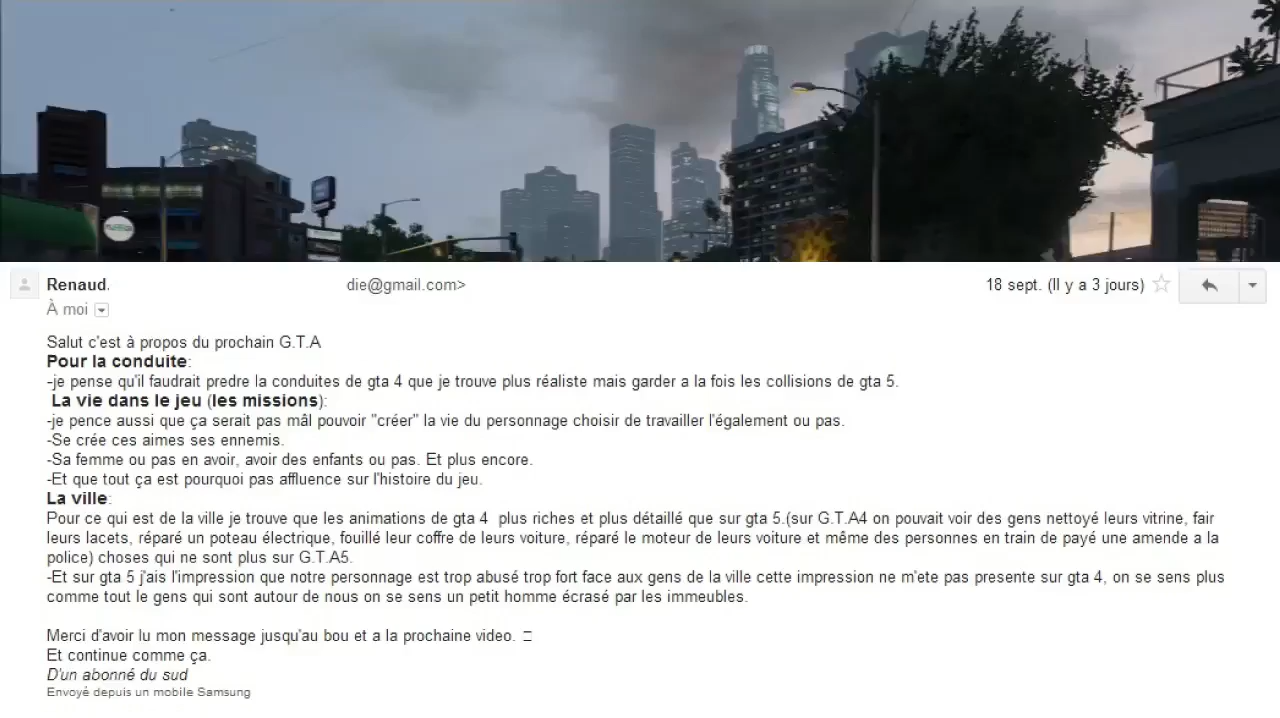 Renaud.
die@gmail.com>
18 sept. (Il y a 3 jours)
À moi
Salut c'est à propos du prochain G.T.A
Pour la conduite:
-je pense qu'il faudrait predre la conduites de gta 4 que je trouve plus réaliste mais garder a la fois les collisions de gta 5.
La vie dans le jeu (les missions):
-je pence aussi que ça serait pas mâl pouvoir "créer" la vie du personnage choisir de travailler l'également ou pas.
-Se crée ces aimes ses ennemis.
-Sa femme ou pas en avoir, avoir des enfants ou pas. Et plus encore.
-Et que tout ça est pourquoi pas affluence sur l'histoire du jeu.
La ville:
Pour ce qui est de la ville je trouve que les animations de gta 4 plus riches et plus détaillé que sur gta 5.(sur G.T.A4 on pouvait voir des gens nettoyé leurs vitrine, fair
leurs lacets, réparé un poteau électrique, fouillé leur coffre de leurs voiture, réparé le moteur de leurs voiture et même des personnes en train de payé une amende a la
police) choses qui ne sont plus sur G.T.A5.
-Et sur gta 5 j'ais l'impression que notre personnage est trop abusé trop fort face aux gens de la ville cette impression ne m'ete pas presente sur gta 4, on se sens plus
comme tout le gens qui sont autour de nous on se sens un petit homme écrasé par les immeubles.
Merci d'avoir lu mon message jusqu'au bou et a la prochaine video.
Et continue comme ça.
D'un abonné du sud
Envoyé depuis un mobile Samsung